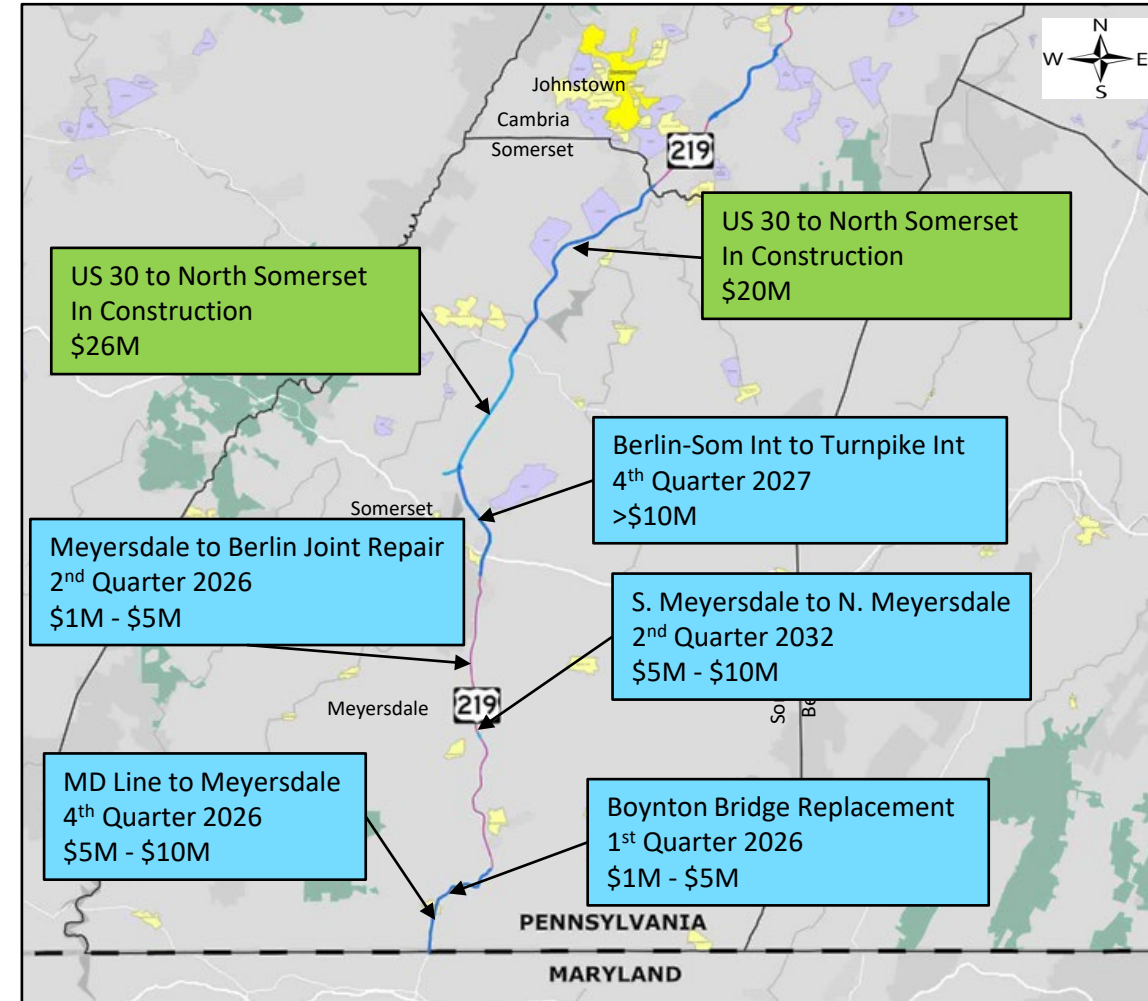 N
W E
S
Johnstown
Cambria
Somerset
219
US 30 to North Somerset
In Construction
$20M
US 30 to North Somerset
In Construction
$26M
Berlin-Som Int to Turnpike Int
4th Quarter 2027
>$10M
Somerset
Meyersdale to Berlin Joint Repair
2nd Quarter 2026
$1M - $5M
S. Meyersdale to N. Meyersdale
2nd Quarter 2032
$5M - $10M
Meyersdale
219
So
Be
MD Line to Meyersdale
4th Quarter 2026
$5M - $10M
Boynton Bridge Replacement
1st Quarter 2026
$1M - $5M
PENNSYLVANIA
MARYLAND